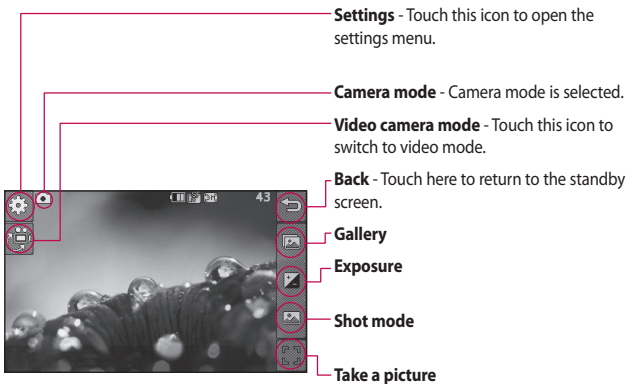 Settings - Touch this icon to open the
settings menu.
Camera mode - Camera mode is selected.
Video camera mode - Touch this icon to
switch to video mode.
Back - Touch here to return to the standby
screen.
43
Gallery
Exposure
Shot mode
Take a picture